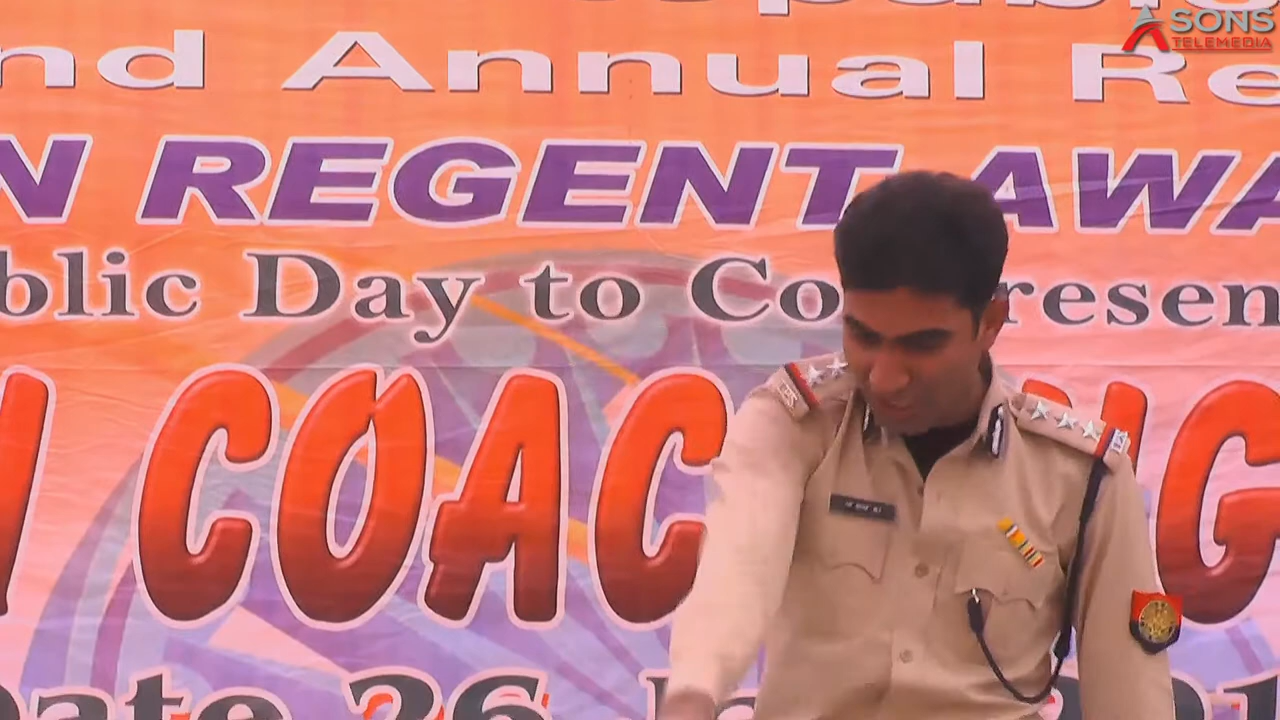 SONS
TELEMEDIA
nd Annual Re
N REGENT AWA
blic Day to Co resen
COAC G
ate 26